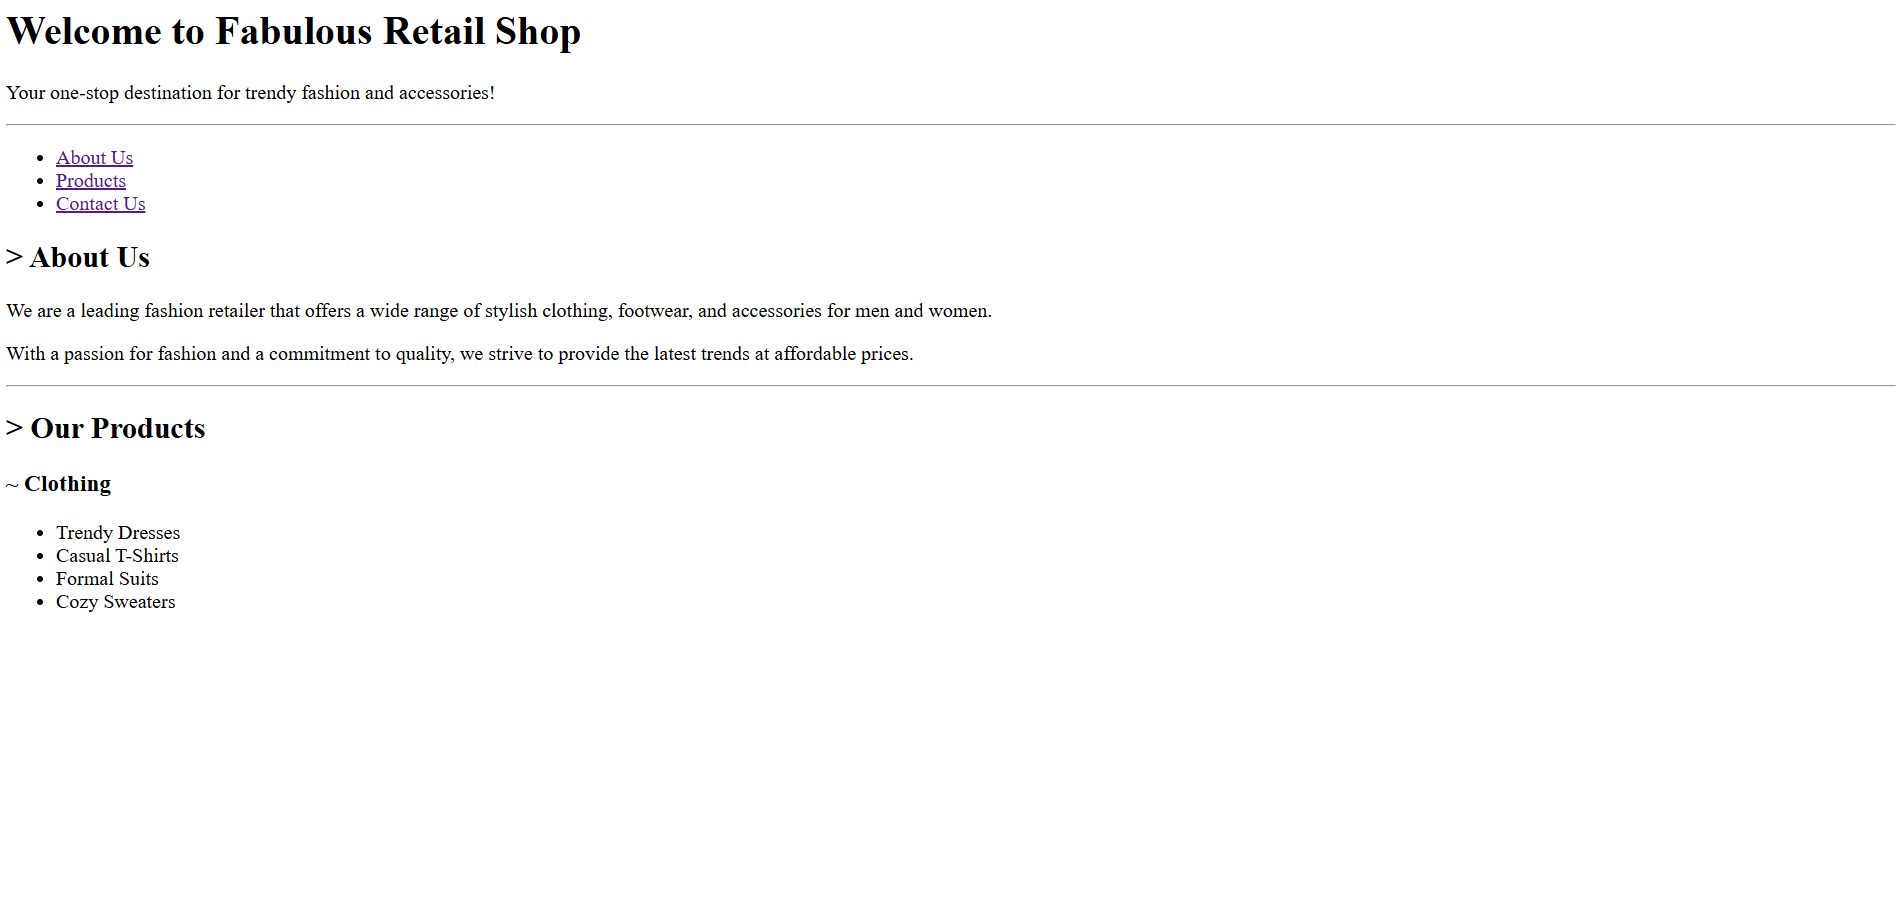 Welcome to Fabulous Retail Shop
Your one-stop destination for trendy fashion and accessories!
About Us
Products
Contact Us
> About Us
We are a leading fashion retailer that offers a wide range of stylish clothing, footwear, and accessories for men and women.
With a passion for fashion and a commitment to quality, we strive to provide the latest trends at affordable prices.
> Our Products
~ Clothing
Trendy Dresses
Casual T-Shirts
Formal Suits
Cozy Sweaters